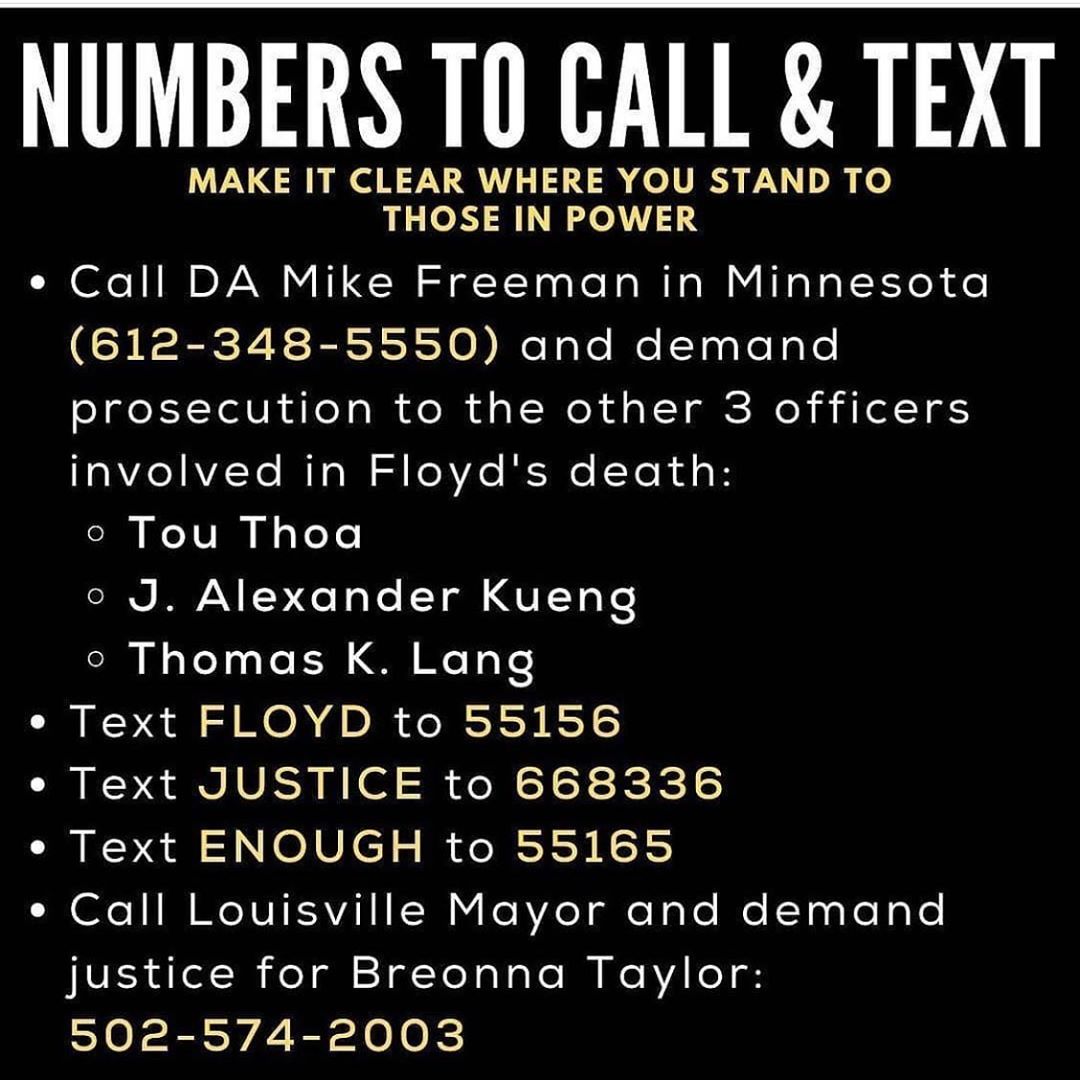 NUMBERS TO CALL & TEXT
MAKE IT CLEAR WHERE YOU STAND TO
THOSE IN POWER
• Call DA Mike Freeman in Minnesota
(612-348-5550) and demand
prosecution to the other 3 officers
involved in Floyd's death:
○ Tou Thoa
○ J. Alexander Kueng
○ Thomas K. Lang
• Text FLOYD to 55156
• Text JUSTICE to 668336
• Text ENOUGH to 55165
• Call Louisville Mayor and demand
justice for Breonna Taylor:
502-574-2003